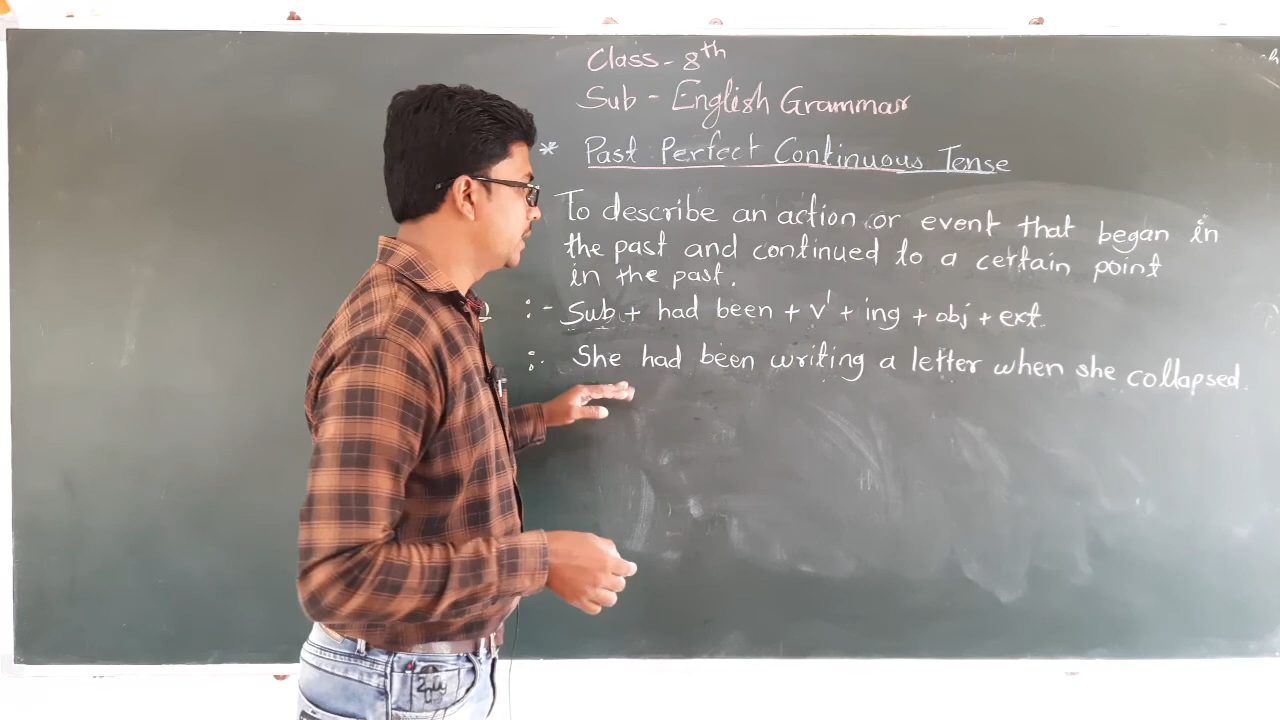 Class - 8th
Sub - English Grammar
* Past Perfect Continuous Tense
To describe an action or event that began in
the past and continued to a certain point
in the past.
:- Sub + had been + v' + ing + obj + ext.
:. She had been writing a letter when she collapsed.